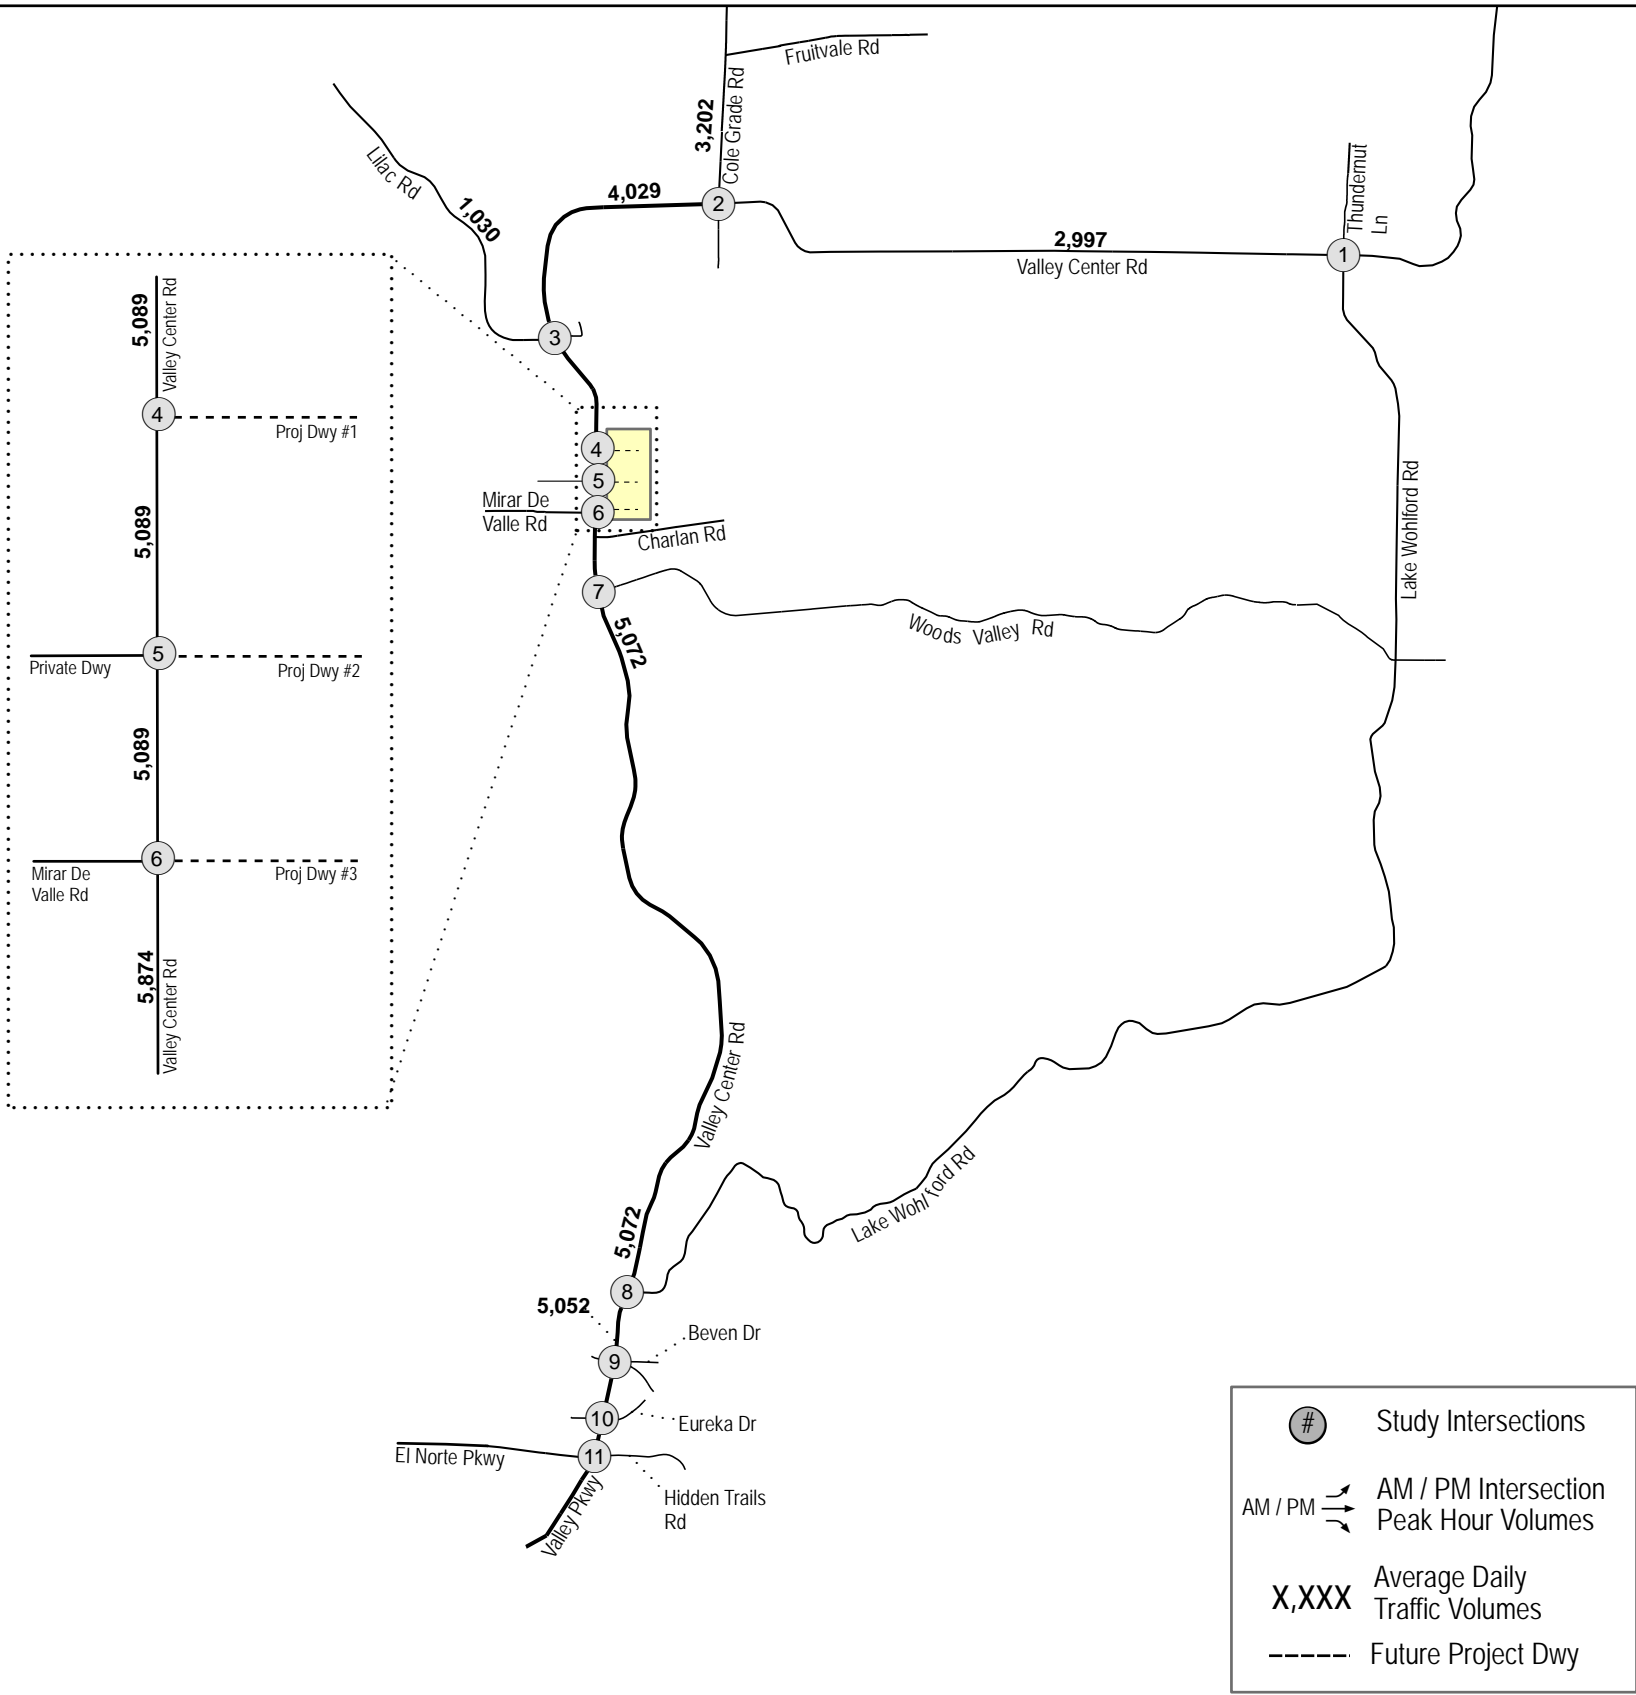 Fruitvale Rd
Cole Grade Rd
3,202
Lilac Rd
1,030
4,029
2
Thundernut
Ln
2,997
Valley Center Rd
1
3
5,089
Valley Center Rd
4
Proj Dwy #1
5,089
5
Private Dwy
Proj Dwy #2
5,089
6
Mirar De
Valle Rd
Proj Dwy #3
5,874
Valley Center Rd
4
5
6
Mirar De
Valle Rd
Charlan Rd
7
5,072
Woods Valley Rd
Lake Wohlford Rd
Valley Center Rd
Lake Wohlford Rd
5,072
8
5,052
Beven Dr
9
10
Eureka Dr
El Norte Pkwy
11
Hidden Trails
Rd
Valley Pkwy
# Study Intersections
AM / PM
AM / PM Intersection
Peak Hour Volumes
X,XXX
Average Daily
Traffic Volumes
Future Project Dwy